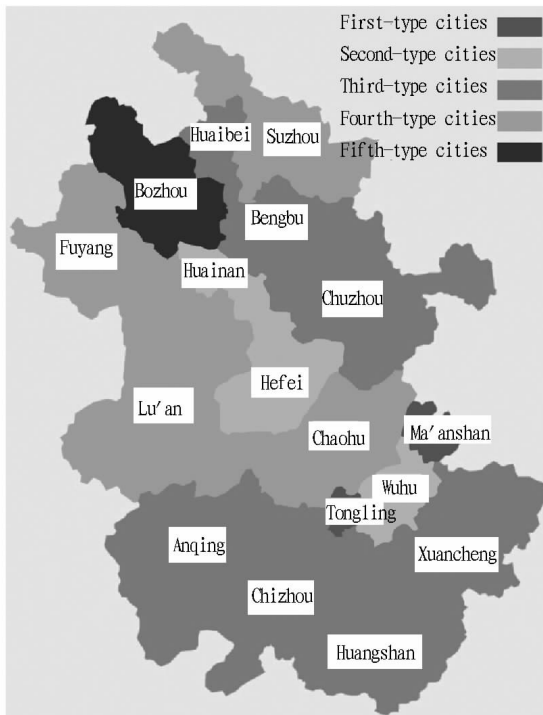 First-type cities
Second-type cities
Third-type cities
Fourth-type cities
Fifth-type cities
Huaibei
Suzhou
Bozhou
Bengbu
Fuyang
Huainan
Chuzhou
Hefei
Lu'an
Chaohu
Ma'anshan
Wuhu
Tongling
Anqing
Xuancheng
Chizhou
Huangshan